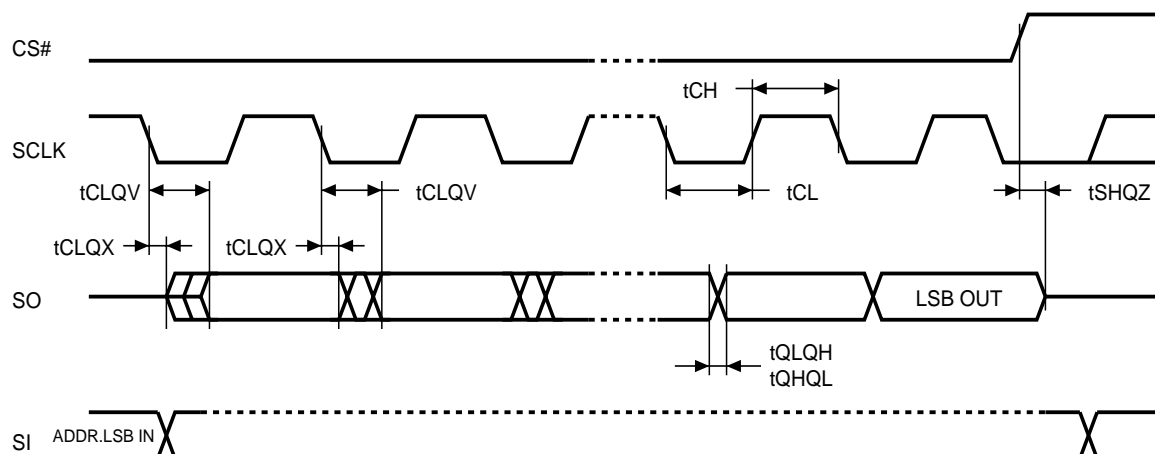 CS#
tCH
SCLK
tCLQV
tCLQV
tCL
tSHQZ
tCLQX
tCLQX
SO
LSB OUT
tQLQH
tQHQL
SI
ADDR.LSB IN